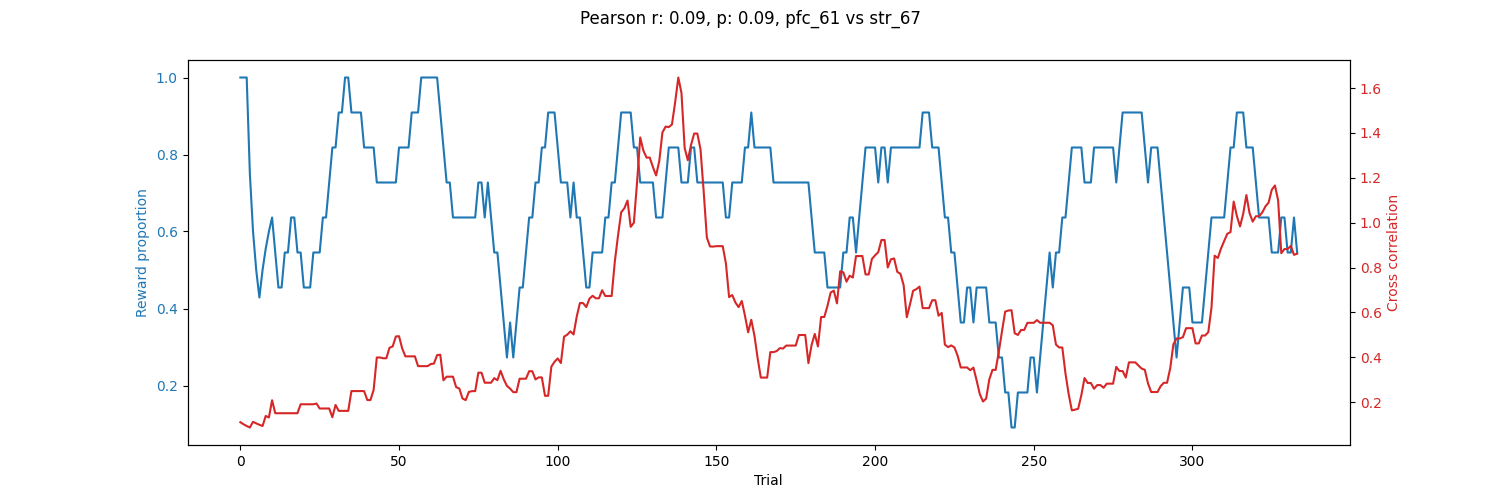 Pearson r: 0.09, p: 0.09, pfc_61 vs str_67
1.0
0.8
0.6
0.4
0.2
Reward proportion
1.6
1.4
1.2
1.0
0.8
0.6
0.4
0.2
Cross correlation
0 50 100 150 200 250 300
Trial